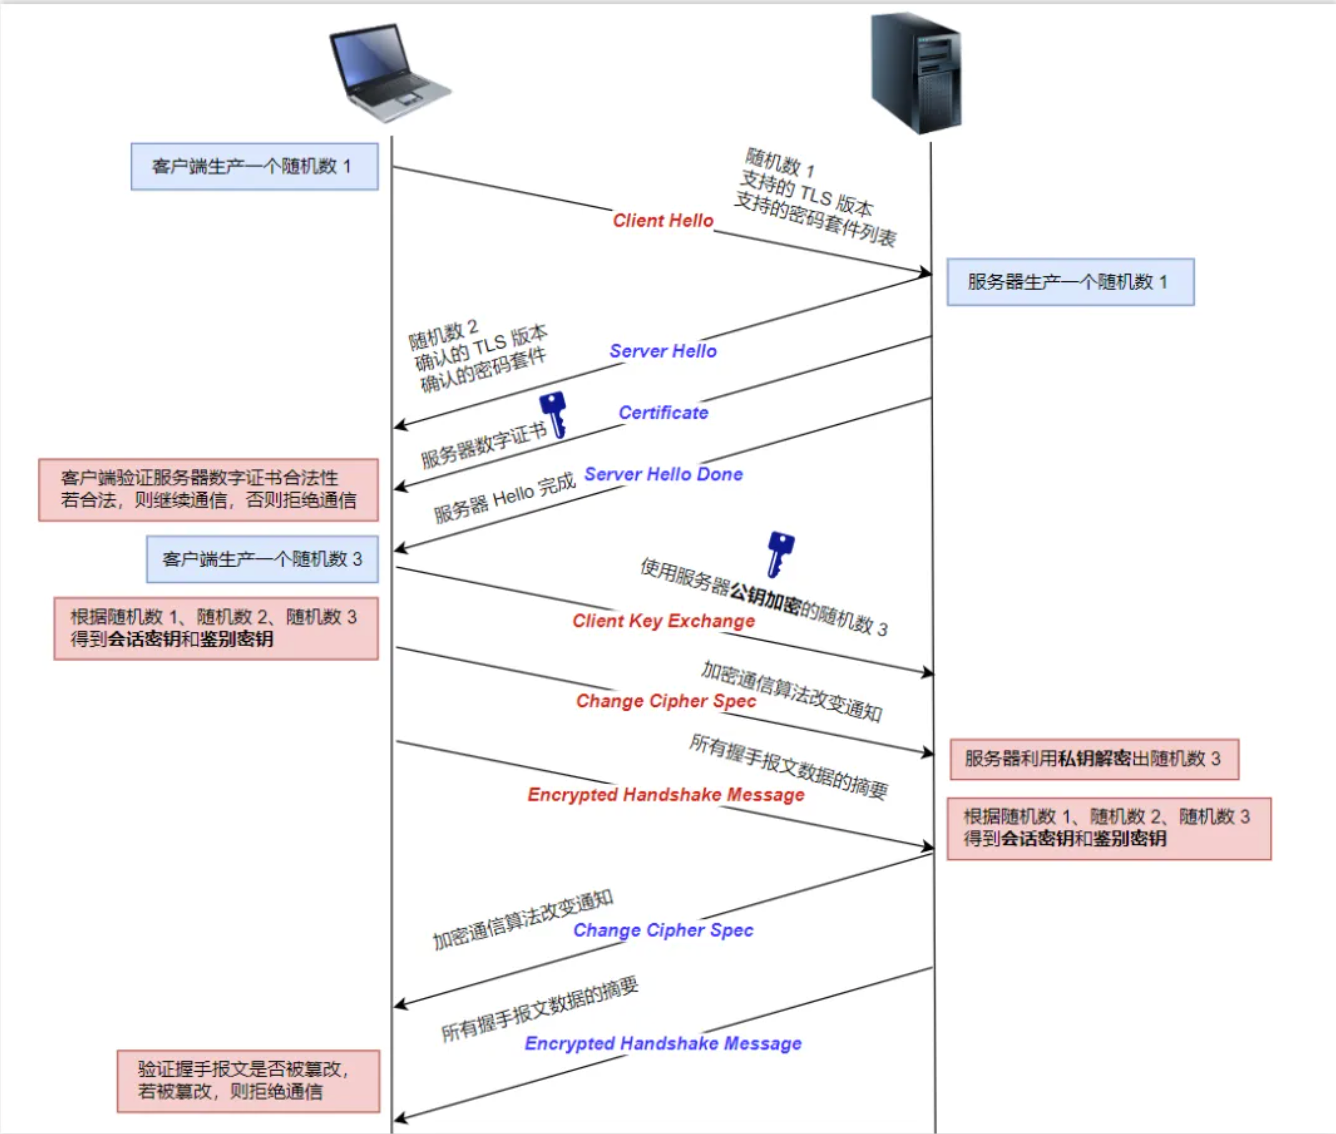 客户端生产一个随机数 1
随机数 1
支持的 TLS 版本
支持的密码套件列表
Client Hello
服务器生产一个随机数 1
随机数 2
确认的 TLS 版本
确认的密码套件
Server Hello
Certificate
服务器数字证书
客户端验证服务器数字证书合法性
若合法，则继续通信，否则拒绝通信
Server Hello Done
服务器 Hello 完成
客户端生产一个随机数 3
使用服务器公钥加密的随机数 3
Client Key Exchange
根据随机数 1、随机数 2、随机数 3
得到会话密钥和鉴别密钥
加密通信算法改变通知
Change Cipher Spec
所有握手报文数据的摘要
服务器利用私钥解密出随机数 3
Encrypted Handshake Message
根据随机数 1、随机数 2、随机数 3
得到会话密钥和鉴别密钥
加密通信算法改变通知
Change Cipher Spec
所有握手报文数据的摘要
Encrypted Handshake Message
验证握手报文是否被篡改，
若被篡改，则拒绝通信